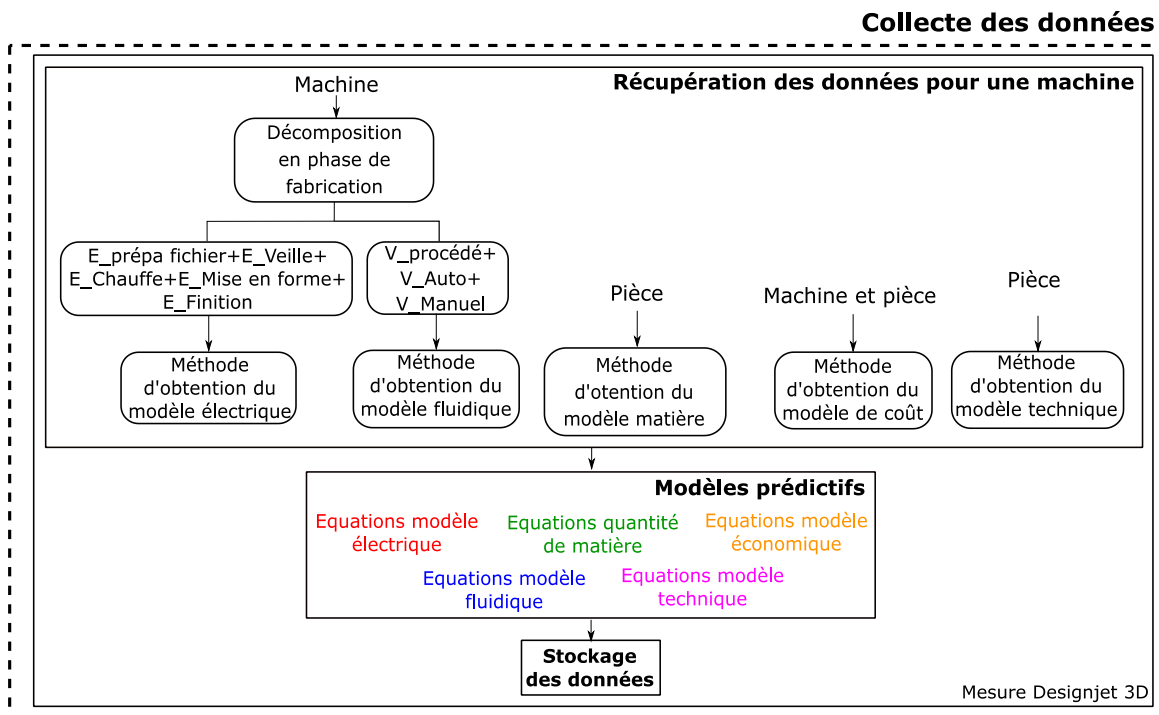 Collecte des données
Récupération des données pour une machine
Machine
Décomposition
en phase de
fabrication
E_prépa fichier+E_Veille+
E_Chauffe+E_Mise en forme+
E_Finition
V_procédé+
V_Auto+
V_Manuel
Pièce
Machine et pièce
Pièce
Méthode
d'obtention du
modèle électrique
Méthode
d'obtention du
modèle fluidique
Méthode
d'otention du
modèle matière
Méthode
d'obtention du
modèle de coût
Méthode
d'obtention du
modèle technique
Modèles prédictifs
Equations modèle
électrique
Equations quantité
de matière
Equations modèle
économique
Equations modèle
fluidique
Equations modèle
technique
Stockage
des données
Mesure Designjet 3D